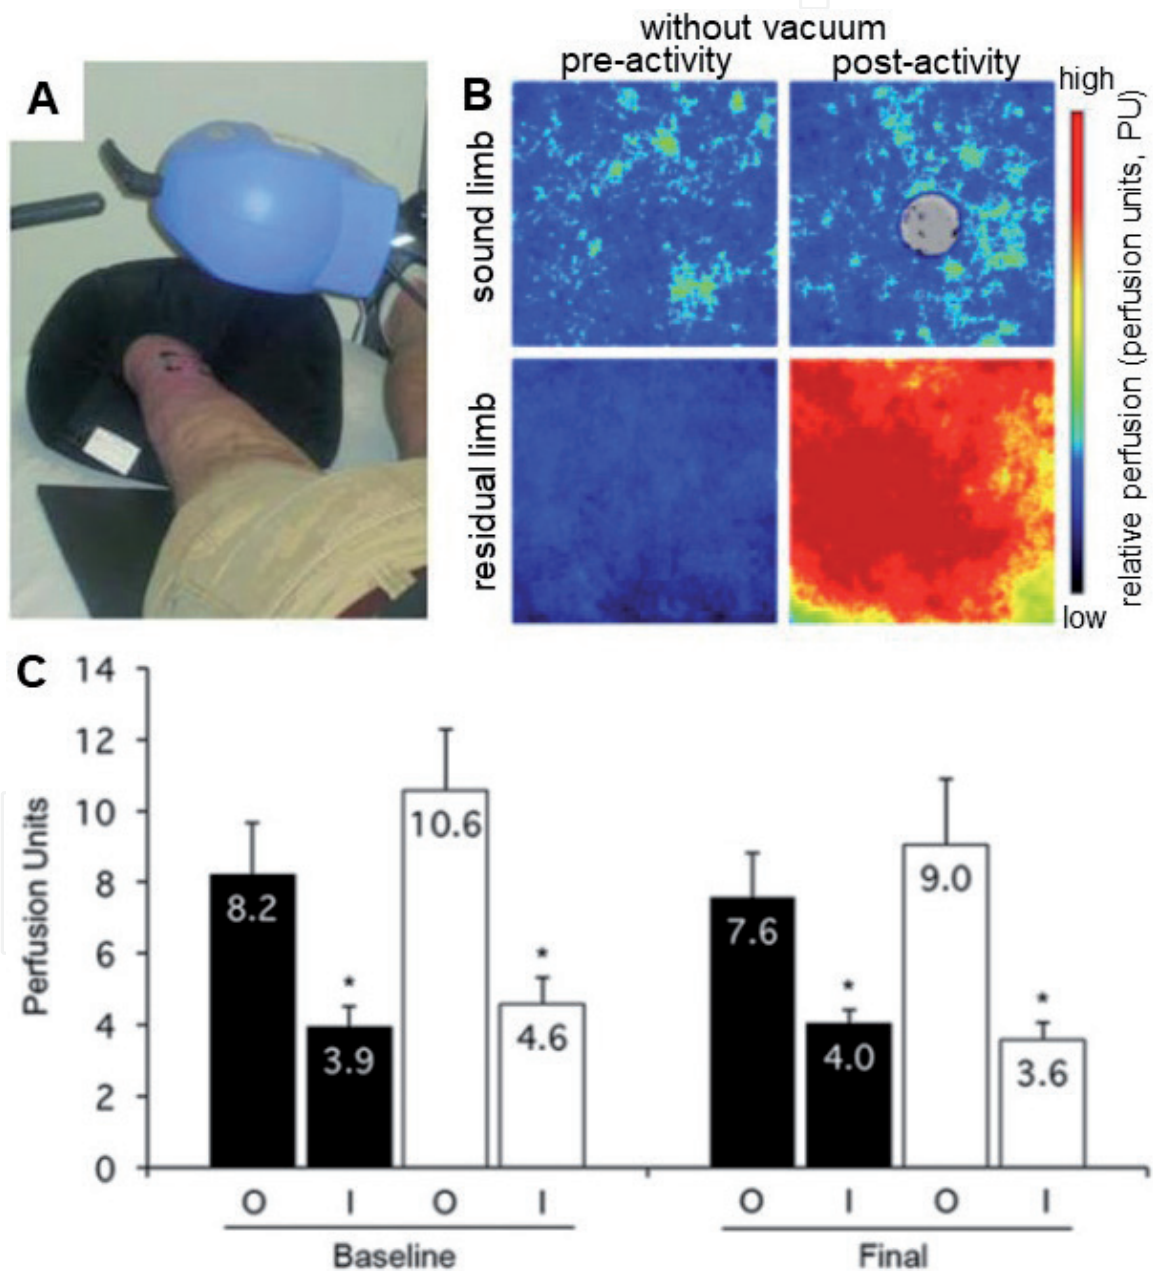 A
B
without vacuum
pre-activity
post-activity
high
sound limb
residual limb
relative perfusion (perfusion units, PU)
low
C
Perfusion Units
14
12
10
8
6
4
2
0
8.2
*
3.9
10.6
*
4.6
7.6
*
4.0
9.0
*
3.6
O I O I O I O I
Baseline Final